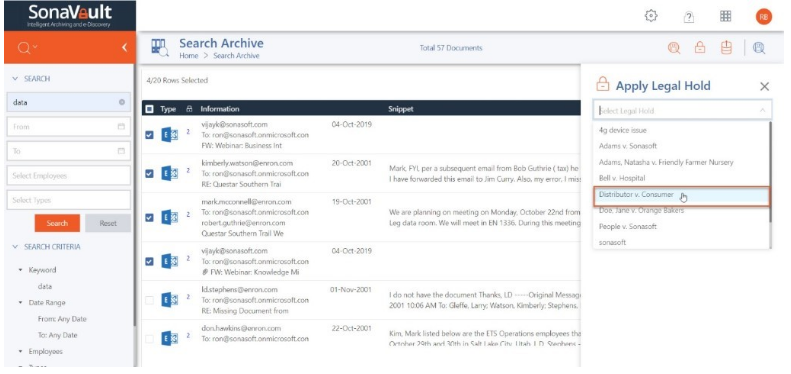 SonaVault
Intelligent Archiving and e-Discovery
Search Archive
Home > Search Archive
Total 57 Documents
RB
SEARCH
data
From
To
Select Employees
Select Types
Search Reset
SEARCH CRITERIA
Keyword
data
Date Range
From: Any Date
To: Any Date
Employees
4/20 Rows Selected
Type Information Snippet
2 vijayk@sonasoft.com 04-Oct-2019
To: ron@sonasoft.onmicrosoft.con
FW: Webinar: Business Int
2 kimberly.watson@enron.com 20-Oct-2001
To: ron@sonasoft.onmicrosoft.con
RE: Questar Southern Trai
Mark, FYI, per a subsequent email from Bob Guthrie ( tax) he
I have forwarded this email to Jim Curry. Also, my error, I miss
2 mark.mcconnell@enron.com 19-Oct-2001
To: ron@sonasoft.onmicrosoft.con
robert.guthrie@enron.com
Questar Southern Trail We
We are planning on meeting on Monday, October 22nd from
Leg data room. We will meet in EN 1336. During this meeting
2 vijayk@sonasoft.com 04-Oct-2019
To: ron@sonasoft.onmicrosoft.con
FW: Webinar: Knowledge Mi
2 ld.stephens@enron.com 01-Nov-2001
To: ron@sonasoft.onmicrosoft.con
RE: Missing Document from
I do not have the document Thanks, LD -----Original Messag
2001 10:06 AM To: Gleffe, Larry; Watson, Kimberly; Stephens,
2 don.hawkins@enron.com 22-Oct-2001
To: ron@sonasoft.onmicrosoft.con
Kim, Mark listed below are the ETS Operations employees tha
October 29th and 30th in Salt Lake City, Utah. L.D. Stephens -
Apply Legal Hold
Select Legal Hold
4g device issue
Adams v. Sonasoft
Adams, Natasha v. Friendly Farmer Nursery
Bell v. Hospital
Distributor v. Consumer
Doe, Jane v. Orange Bakers
People v. Sonasoft
sonasoft